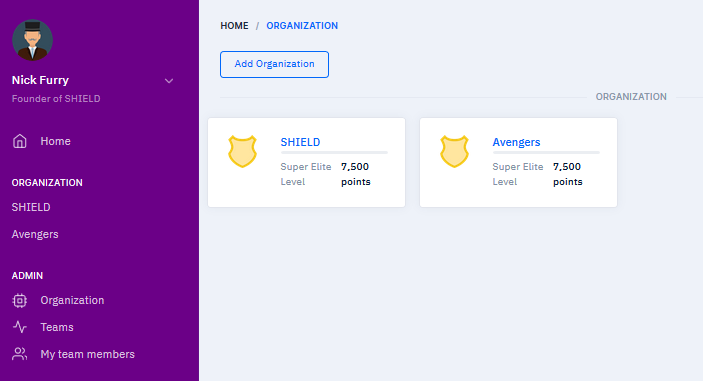 Nick Furry
Founder of SHIELD
Home
ORGANIZATION
SHIELD
Avengers
ADMIN
Organization
Teams
My team members
HOME / ORGANIZATION
Add Organization
ORGANIZATION
SHIELD
Super Elite 7,500
Level points
Avengers
Super Elite 7,500
Level points